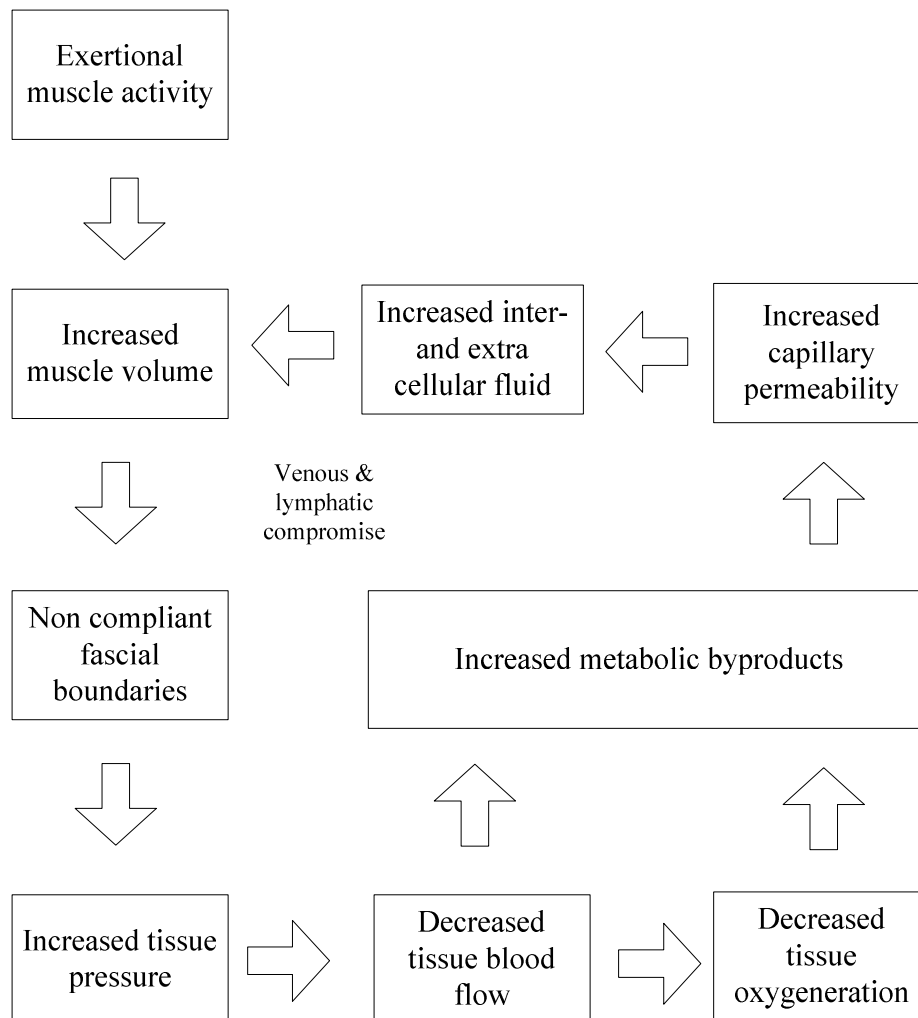 Exertional
muscle activity
Increased
muscle volume
Increased inter-
and extra
cellular fluid
Increased
capillary
permeability
Venous &
lymphatic
compromise
Non compliant
fascial
boundaries
Increased metabolic byproducts
Increased tissue
pressure
Decreased
tissue blood
flow
Decreased
tissue
oxygeneration